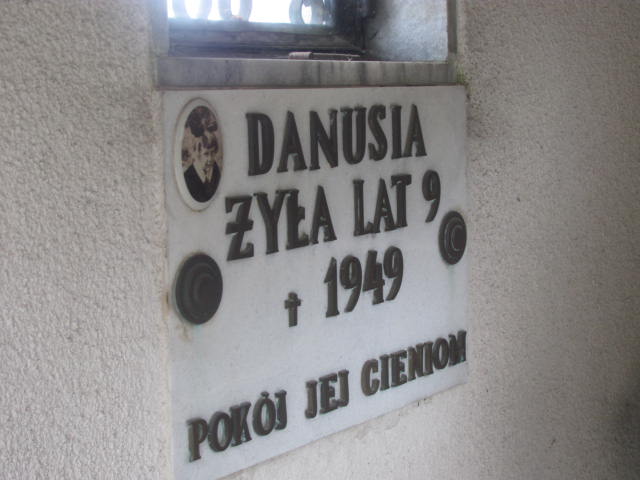 DANUSIA
ŻYŁA LAT 9
† 1949
POKÓJ JEJ CIENIOM